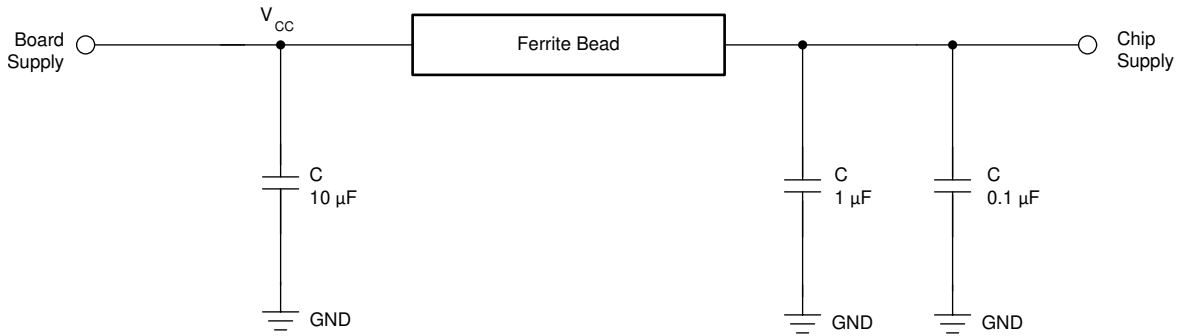 V CC
Board
Supply
Ferrite Bead
Chip
Supply
C
10 µF
C
1 µF
C
0.1 µF
GND
GND
GND